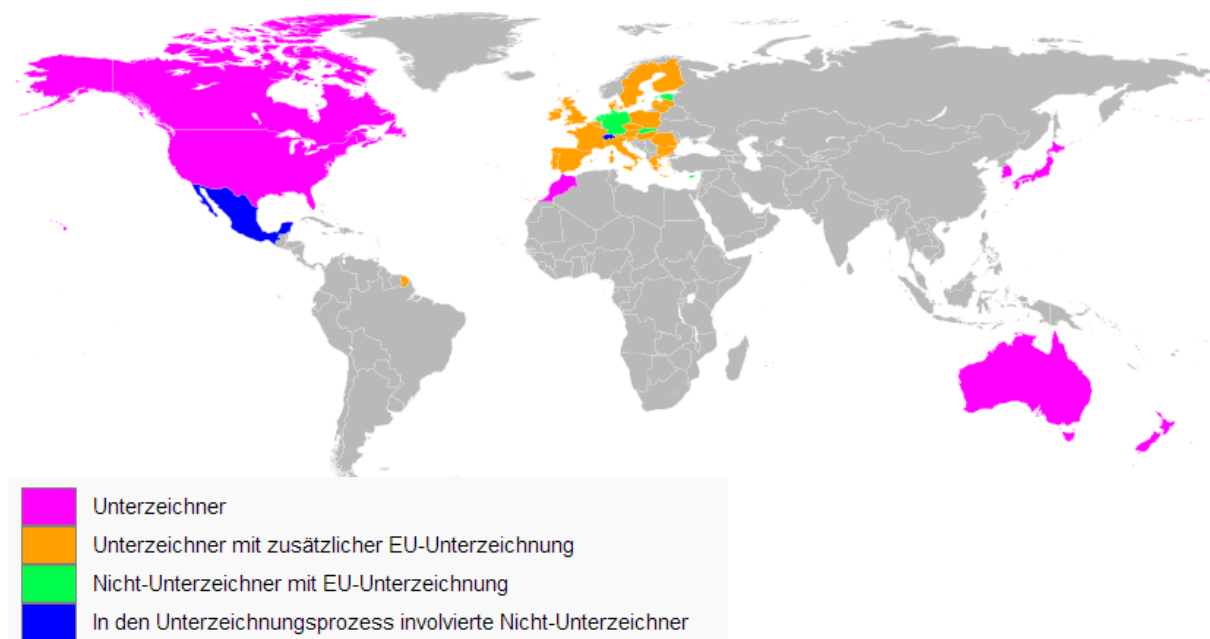 Unterzeichner
Unterzeichner mit zusätzlicher EU-Unterzeichnung
Nicht-Unterzeichner mit EU-Unterzeichnung
In den Unterzeichnungsprozess involvierte Nicht-Unterzeichner